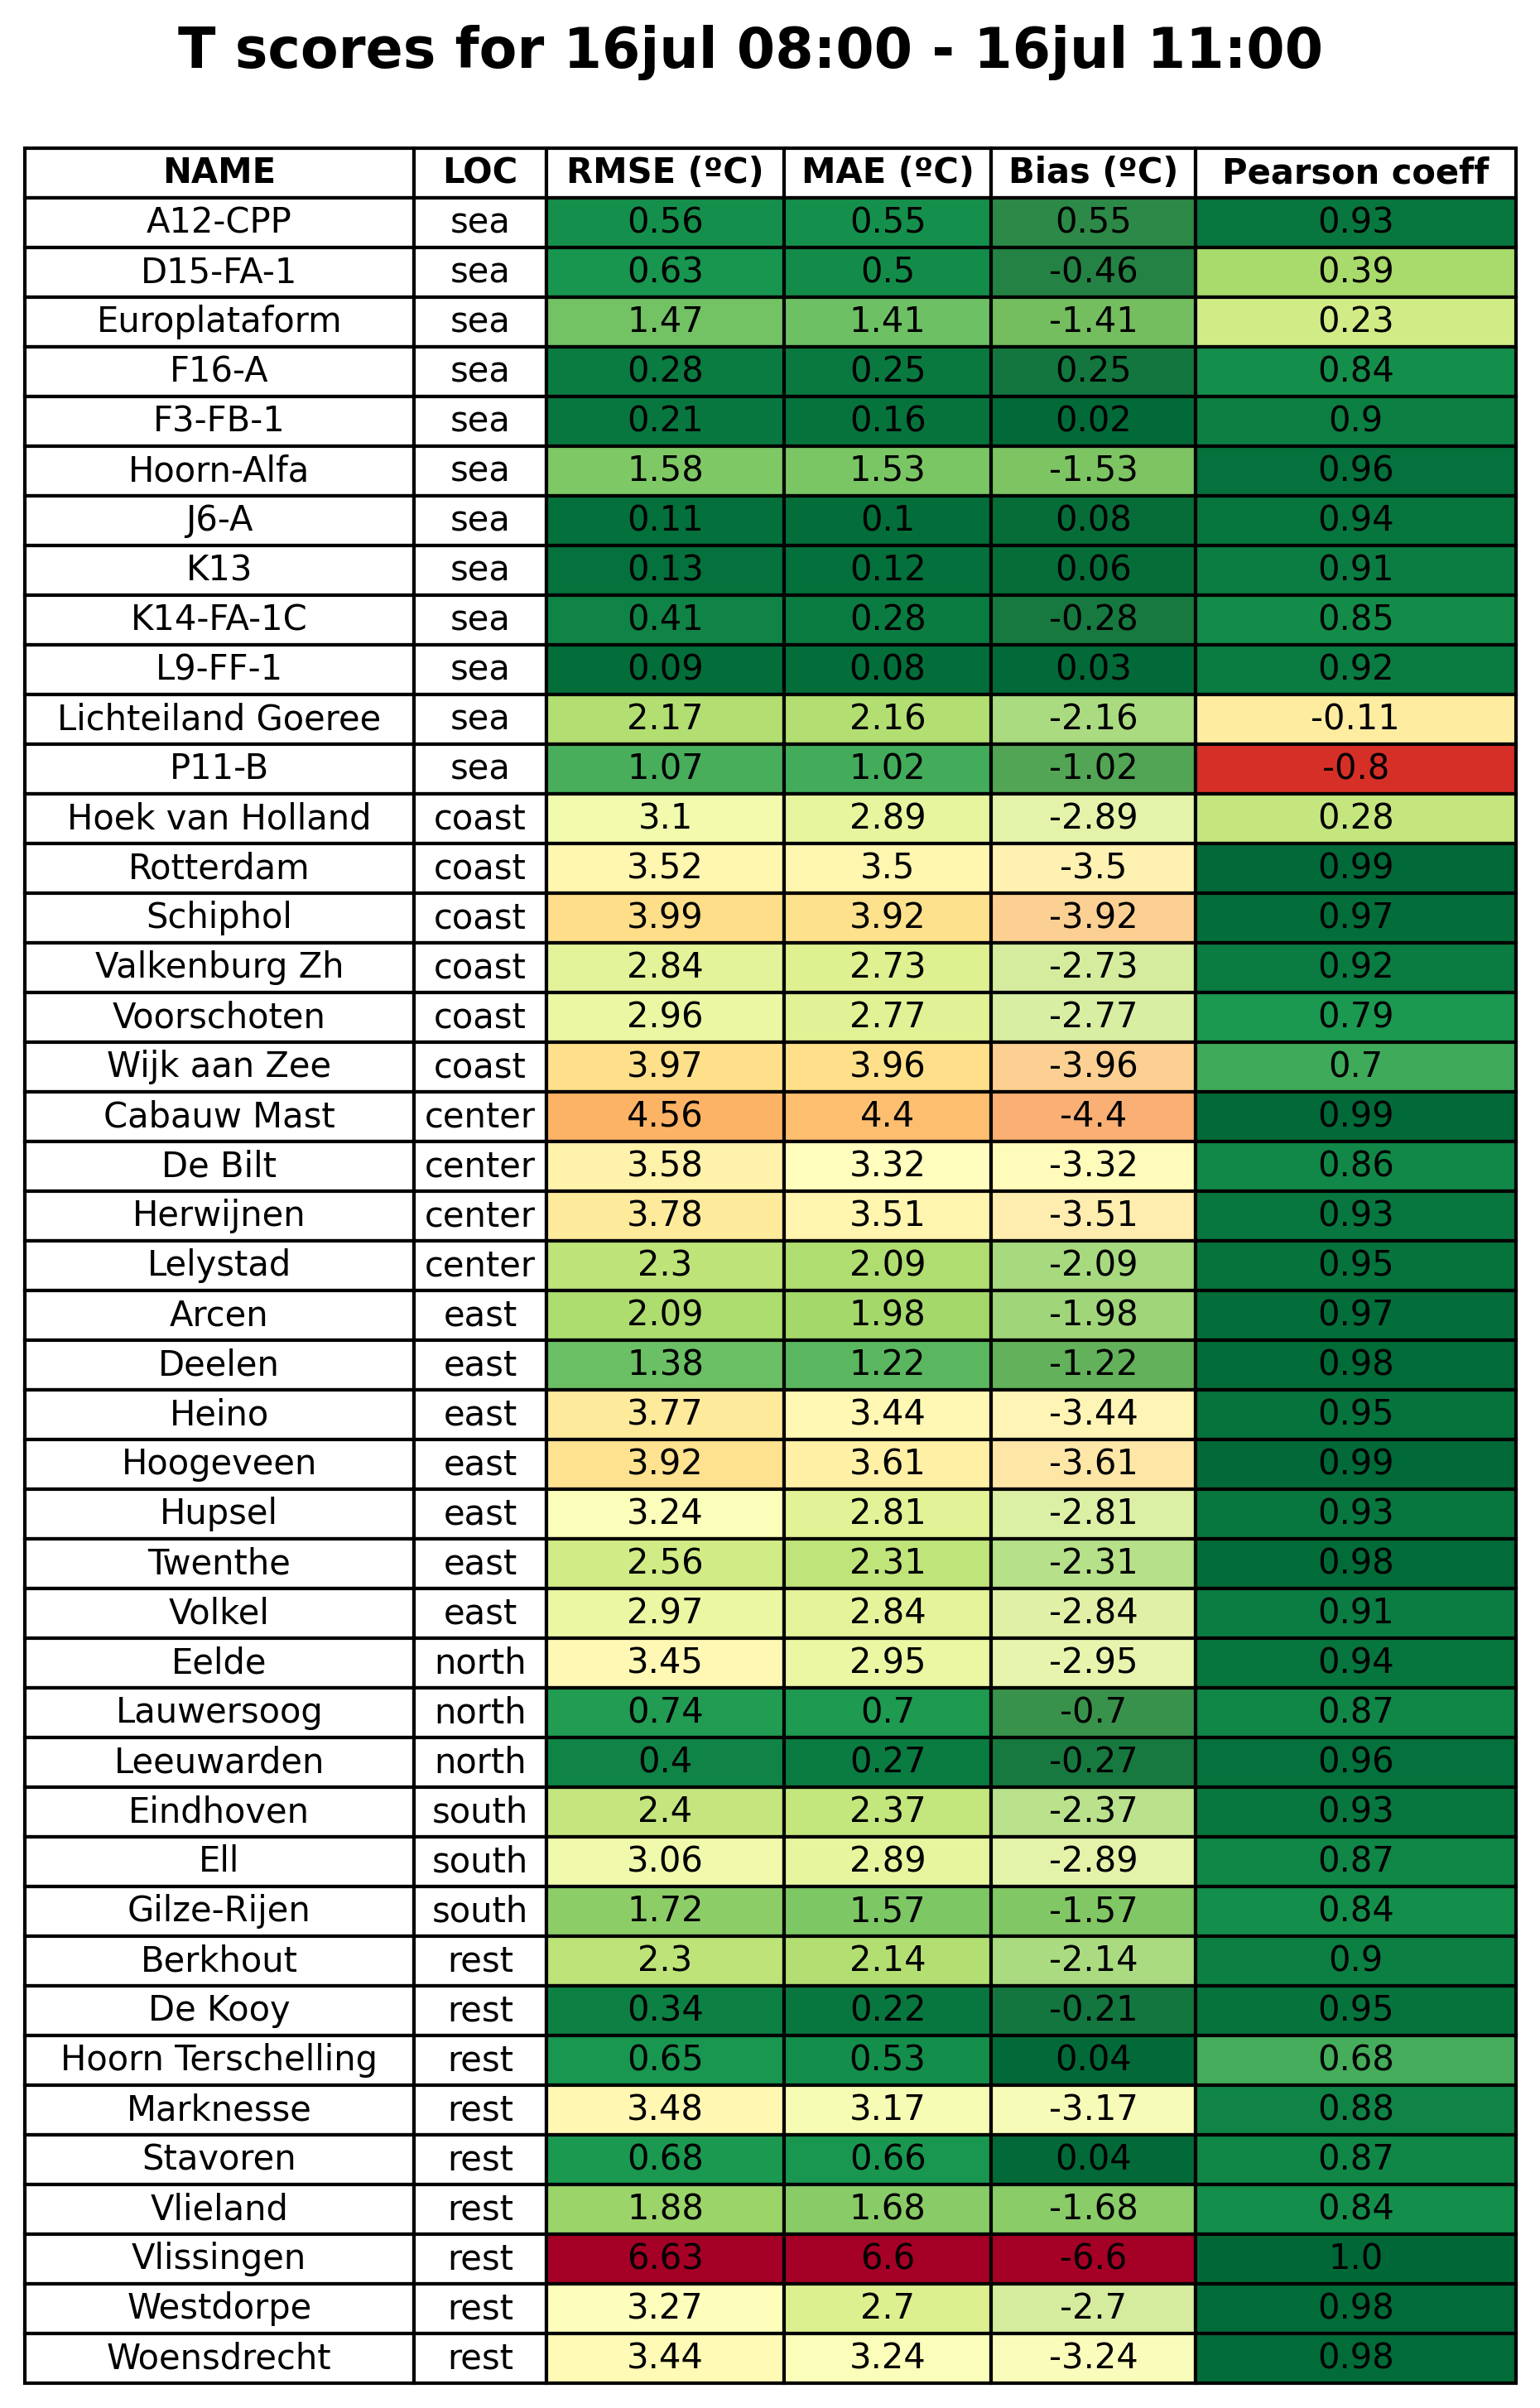 T scores for 16jul 08:00 - 16jul 11:00
NAME LOC RMSE (ºC) MAE (ºC) Bias (ºC) Pearson coeff
A12-CPP sea 0.56 0.55 0.55 0.93
D15-FA-1 sea 0.63 0.5 -0.46 0.39
Europlataform sea 1.47 1.41 -1.41 0.23
F16-A sea 0.28 0.25 0.25 0.84
F3-FB-1 sea 0.21 0.16 0.02 0.9
Hoorn-Alfa sea 1.58 1.53 -1.53 0.96
J6-A sea 0.11 0.1 0.08 0.94
K13 sea 0.13 0.12 0.06 0.91
K14-FA-1C sea 0.41 0.28 -0.28 0.85
L9-FF-1 sea 0.09 0.08 0.03 0.92
Lichteiland Goeree sea 2.17 2.16 -2.16 -0.11
P11-B sea 1.07 1.02 -1.02 -0.8
Hoek van Holland coast 3.1 2.89 -2.89 0.28
Rotterdam coast 3.52 3.5 -3.5 0.99
Schiphol coast 3.99 3.92 -3.92 0.97
Valkenburg Zh coast 2.84 2.73 -2.73 0.92
Voorschoten coast 2.96 2.77 -2.77 0.79
Wijk aan Zee coast 3.97 3.96 -3.96 0.7
Cabauw Mast center 4.56 4.4 -4.4 0.99
De Bilt center 3.58 3.32 -3.32 0.86
Herwijnen center 3.78 3.51 -3.51 0.93
Lelystad center 2.3 2.09 -2.09 0.95
Arcen east 2.09 1.98 -1.98 0.97
Deelen east 1.38 1.22 -1.22 0.98
Heino east 3.77 3.44 -3.44 0.95
Hoogeveen east 3.92 3.61 -3.61 0.99
Hupsel east 3.24 2.81 -2.81 0.93
Twenthe east 2.56 2.31 -2.31 0.98
Volkel east 2.97 2.84 -2.84 0.91
Eelde north 3.45 2.95 -2.95 0.94
Lauwersoog north 0.74 0.7 -0.7 0.87
Leeuwarden north 0.4 0.27 -0.27 0.96
Eindhoven south 2.4 2.37 -2.37 0.93
Ell south 3.06 2.89 -2.89 0.87
Gilze-Rijen south 1.72 1.57 -1.57 0.84
Berkhout rest 2.3 2.14 -2.14 0.9
De Kooy rest 0.34 0.22 -0.21 0.95
Hoorn Terschelling rest 0.65 0.53 0.04 0.68
Marknesse rest 3.48 3.17 -3.17 0.88
Stavoren rest 0.68 0.66 0.04 0.87
Vlieland rest 1.88 1.68 -1.68 0.84
Vlissingen rest 6.63 6.6 -6.6 1.0
Westdorpe rest 3.27 2.7 -2.7 0.98
Woensdrecht rest 3.44 3.24 -3.24 0.98